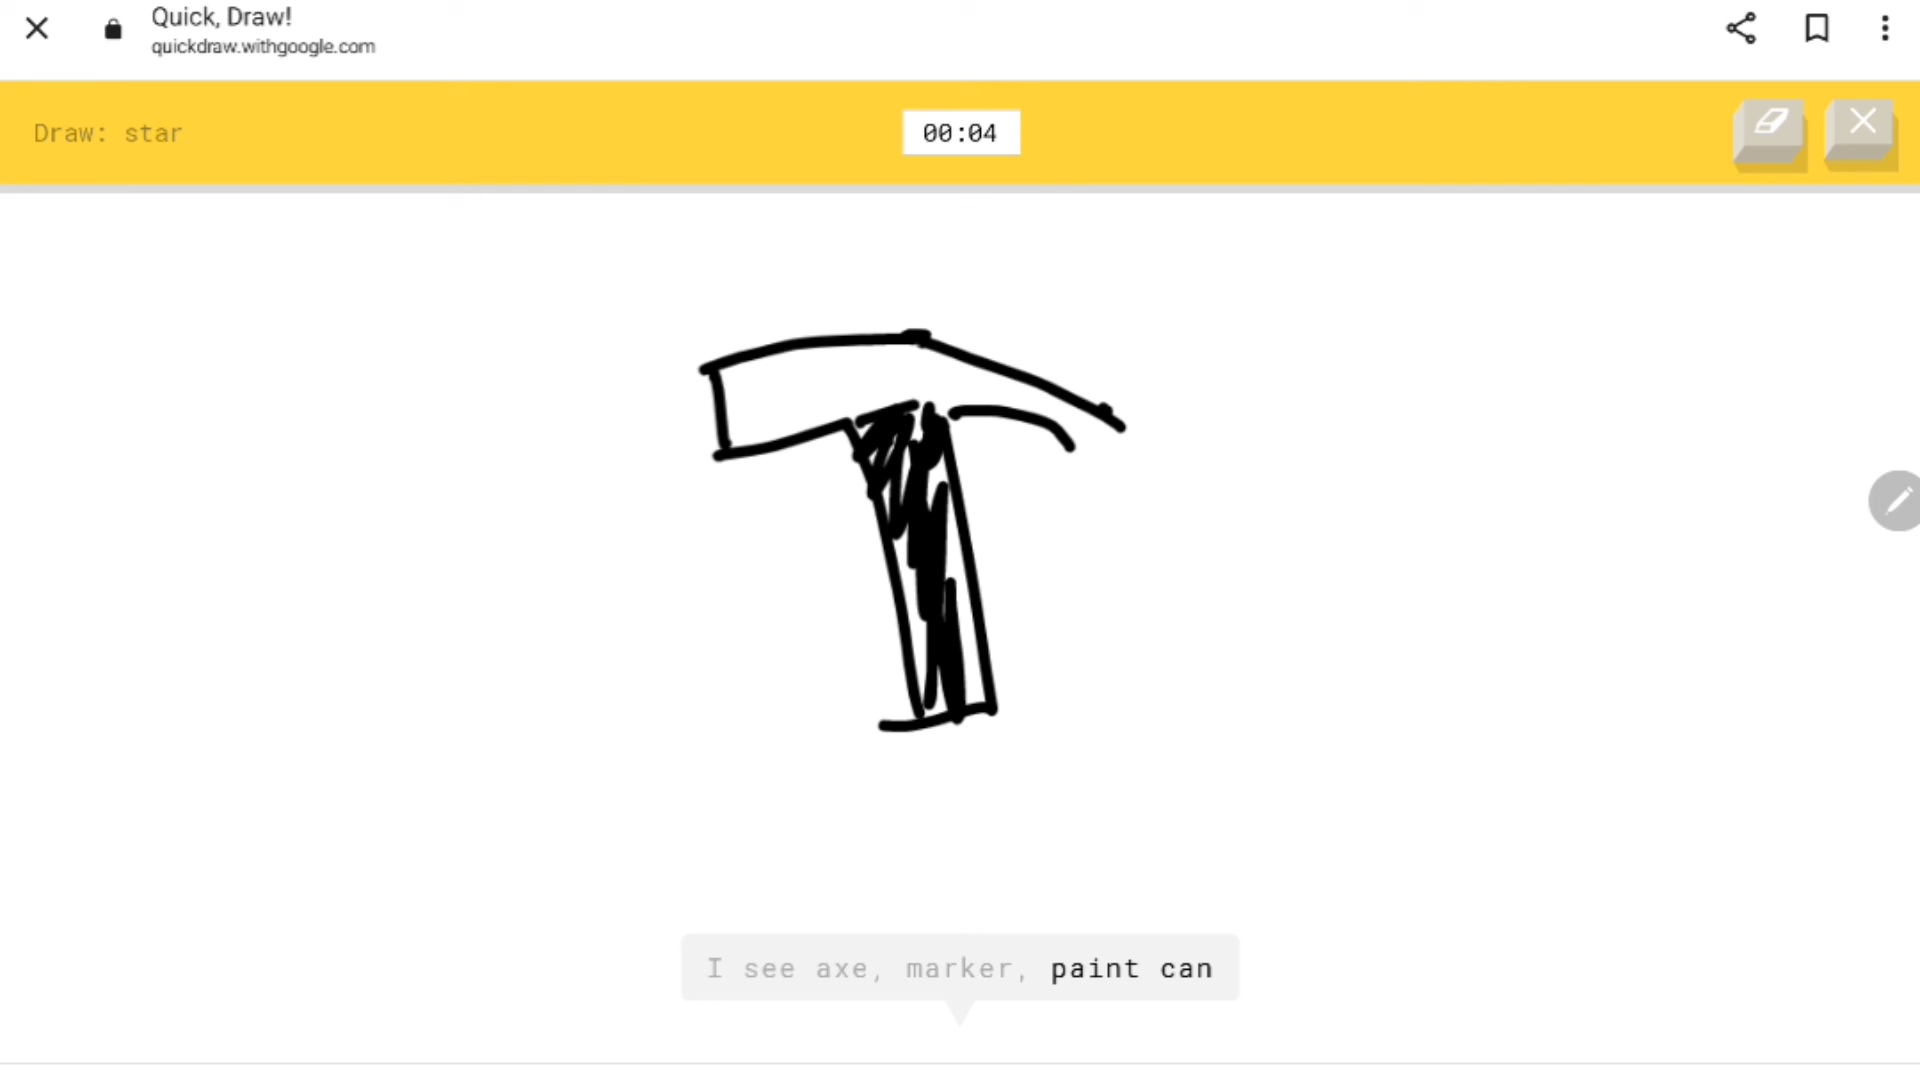 Quick, Draw!
quickdraw.withgoogle.com
Draw: star
00:04
I see axe, marker, paint can